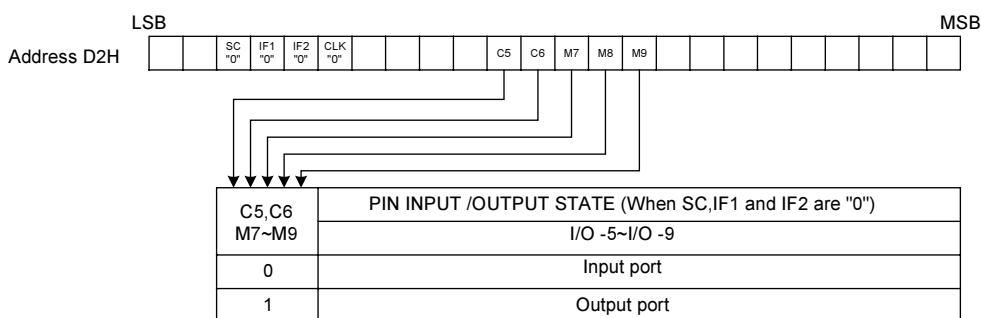 LSB MSB
Address D2H SC "0" IF1 "0" IF2 "0" CLK "0" C5 C6 M7 M8 M9
C5,C6 M7~M9
PIN INPUT /OUTPUT STATE (When SC,IF1 and IF2 are "0")
I/O -5~I/O -9
0 Input port
1 Output port